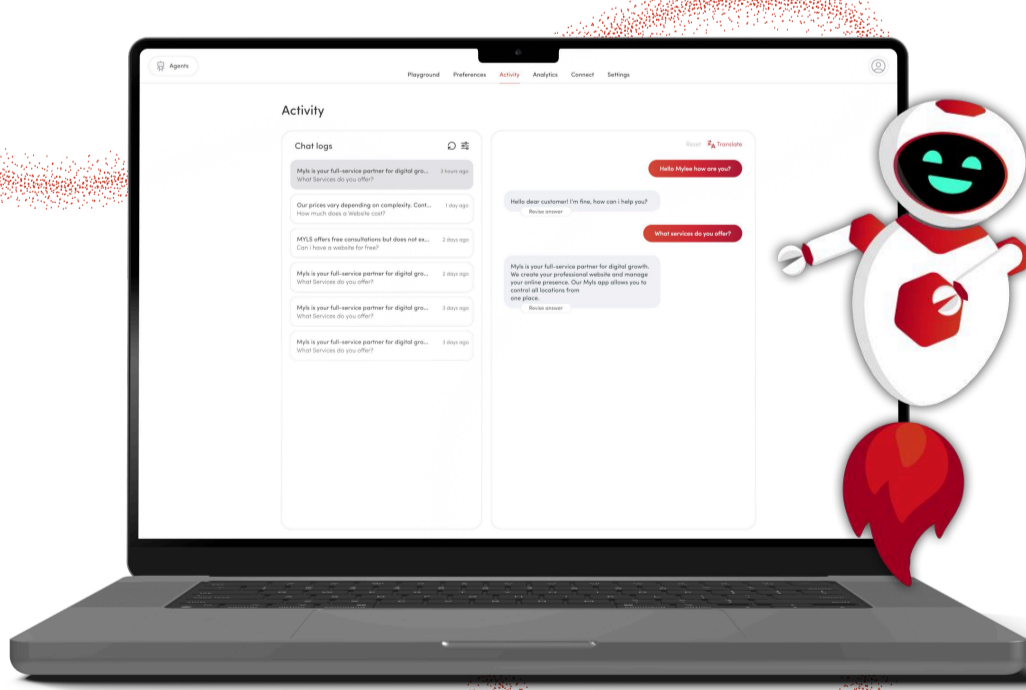 Agents
Playground Preferences Activity Analytics Connect Settings
Activity
Chat logs
Myls is your full-service partner for digital gro... 3 hours ago
What Services do you offer?
Our prices vary depending on complexity. Cont... 1 day ago
How much does a Website cost?
MYLS offers free consultations but does not ex... 2 days ago
Can i have a website for free?
Myls is your full-service partner for digital gro... 2 days ago
What Services do you offer?
Myls is your full-service partner for digital gro... 3 days ago
What Services do you offer?
Myls is your full-service partner for digital gro... 3 days ago
What Services do you offer?
Reset Translate
Hello Mylee how are you?
Hello dear customer! I'm fine, how can i help you?
Revise answer
What services do you offer?
Myls is your full-service partner for digital growth.
We create your professional website and manage
your online presence. Our Myls app allows you to
control all locations from
one place.
Revise answer